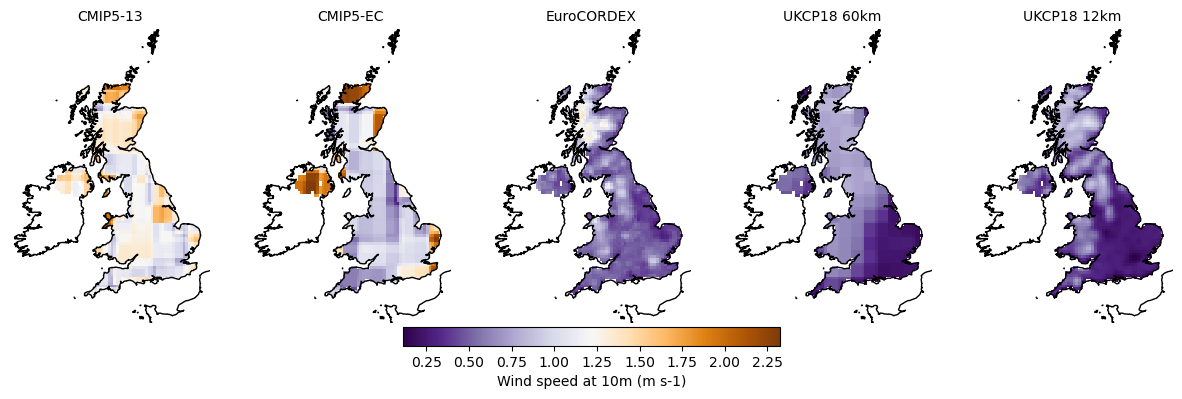 CMIP5-13 CMIP5-EC EuroCORDEX UKCP18 60km UKCP18 12km
0.25 0.50 0.75 1.00 1.25 1.50 1.75 2.00 2.25
Wind speed at 10m (m s-1)